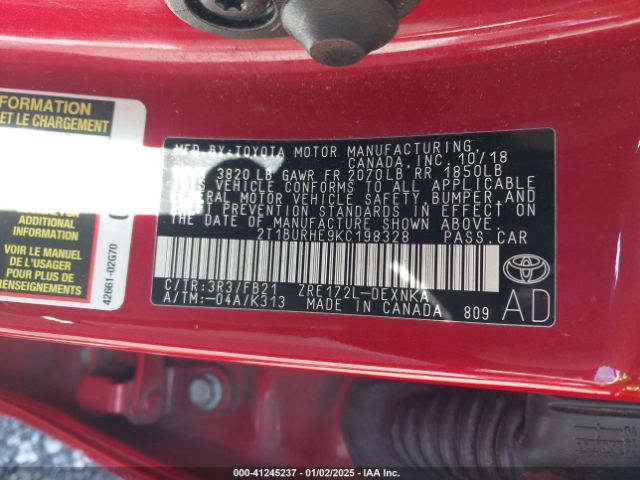 FORMATION
ET LE CHARGEMENT
ADDITIONAL
INFORMATION
VOIR LE MANUEL
DE L'USAGER
POUR PLUS DE
42661-02G70
MFD BY: TOYOTA MOTOR MANUFACTURING,
CANADA, INC. 10/18
3820LB GAWR FR 2070LB RR 1850LB
THIS VEHICLE CONFORMS TO ALL APPLICABLE
FEDERAL MOTOR VEHICLE SAFETY, BUMPER, AND
THEFT PREVENTION STANDARDS IN EFFECT ON
THE DATE OF MANUFACTURE SHOWN ABOVE.
2T1BURHE9KC198328 PASS.CAR
C/TR:3R3/FB21 ZRE172L-DEXNKA
A/TM:-04A/K313 MADE IN CANADA 809
AD
000-41245237 - 01/02/2025 - IAA Inc.